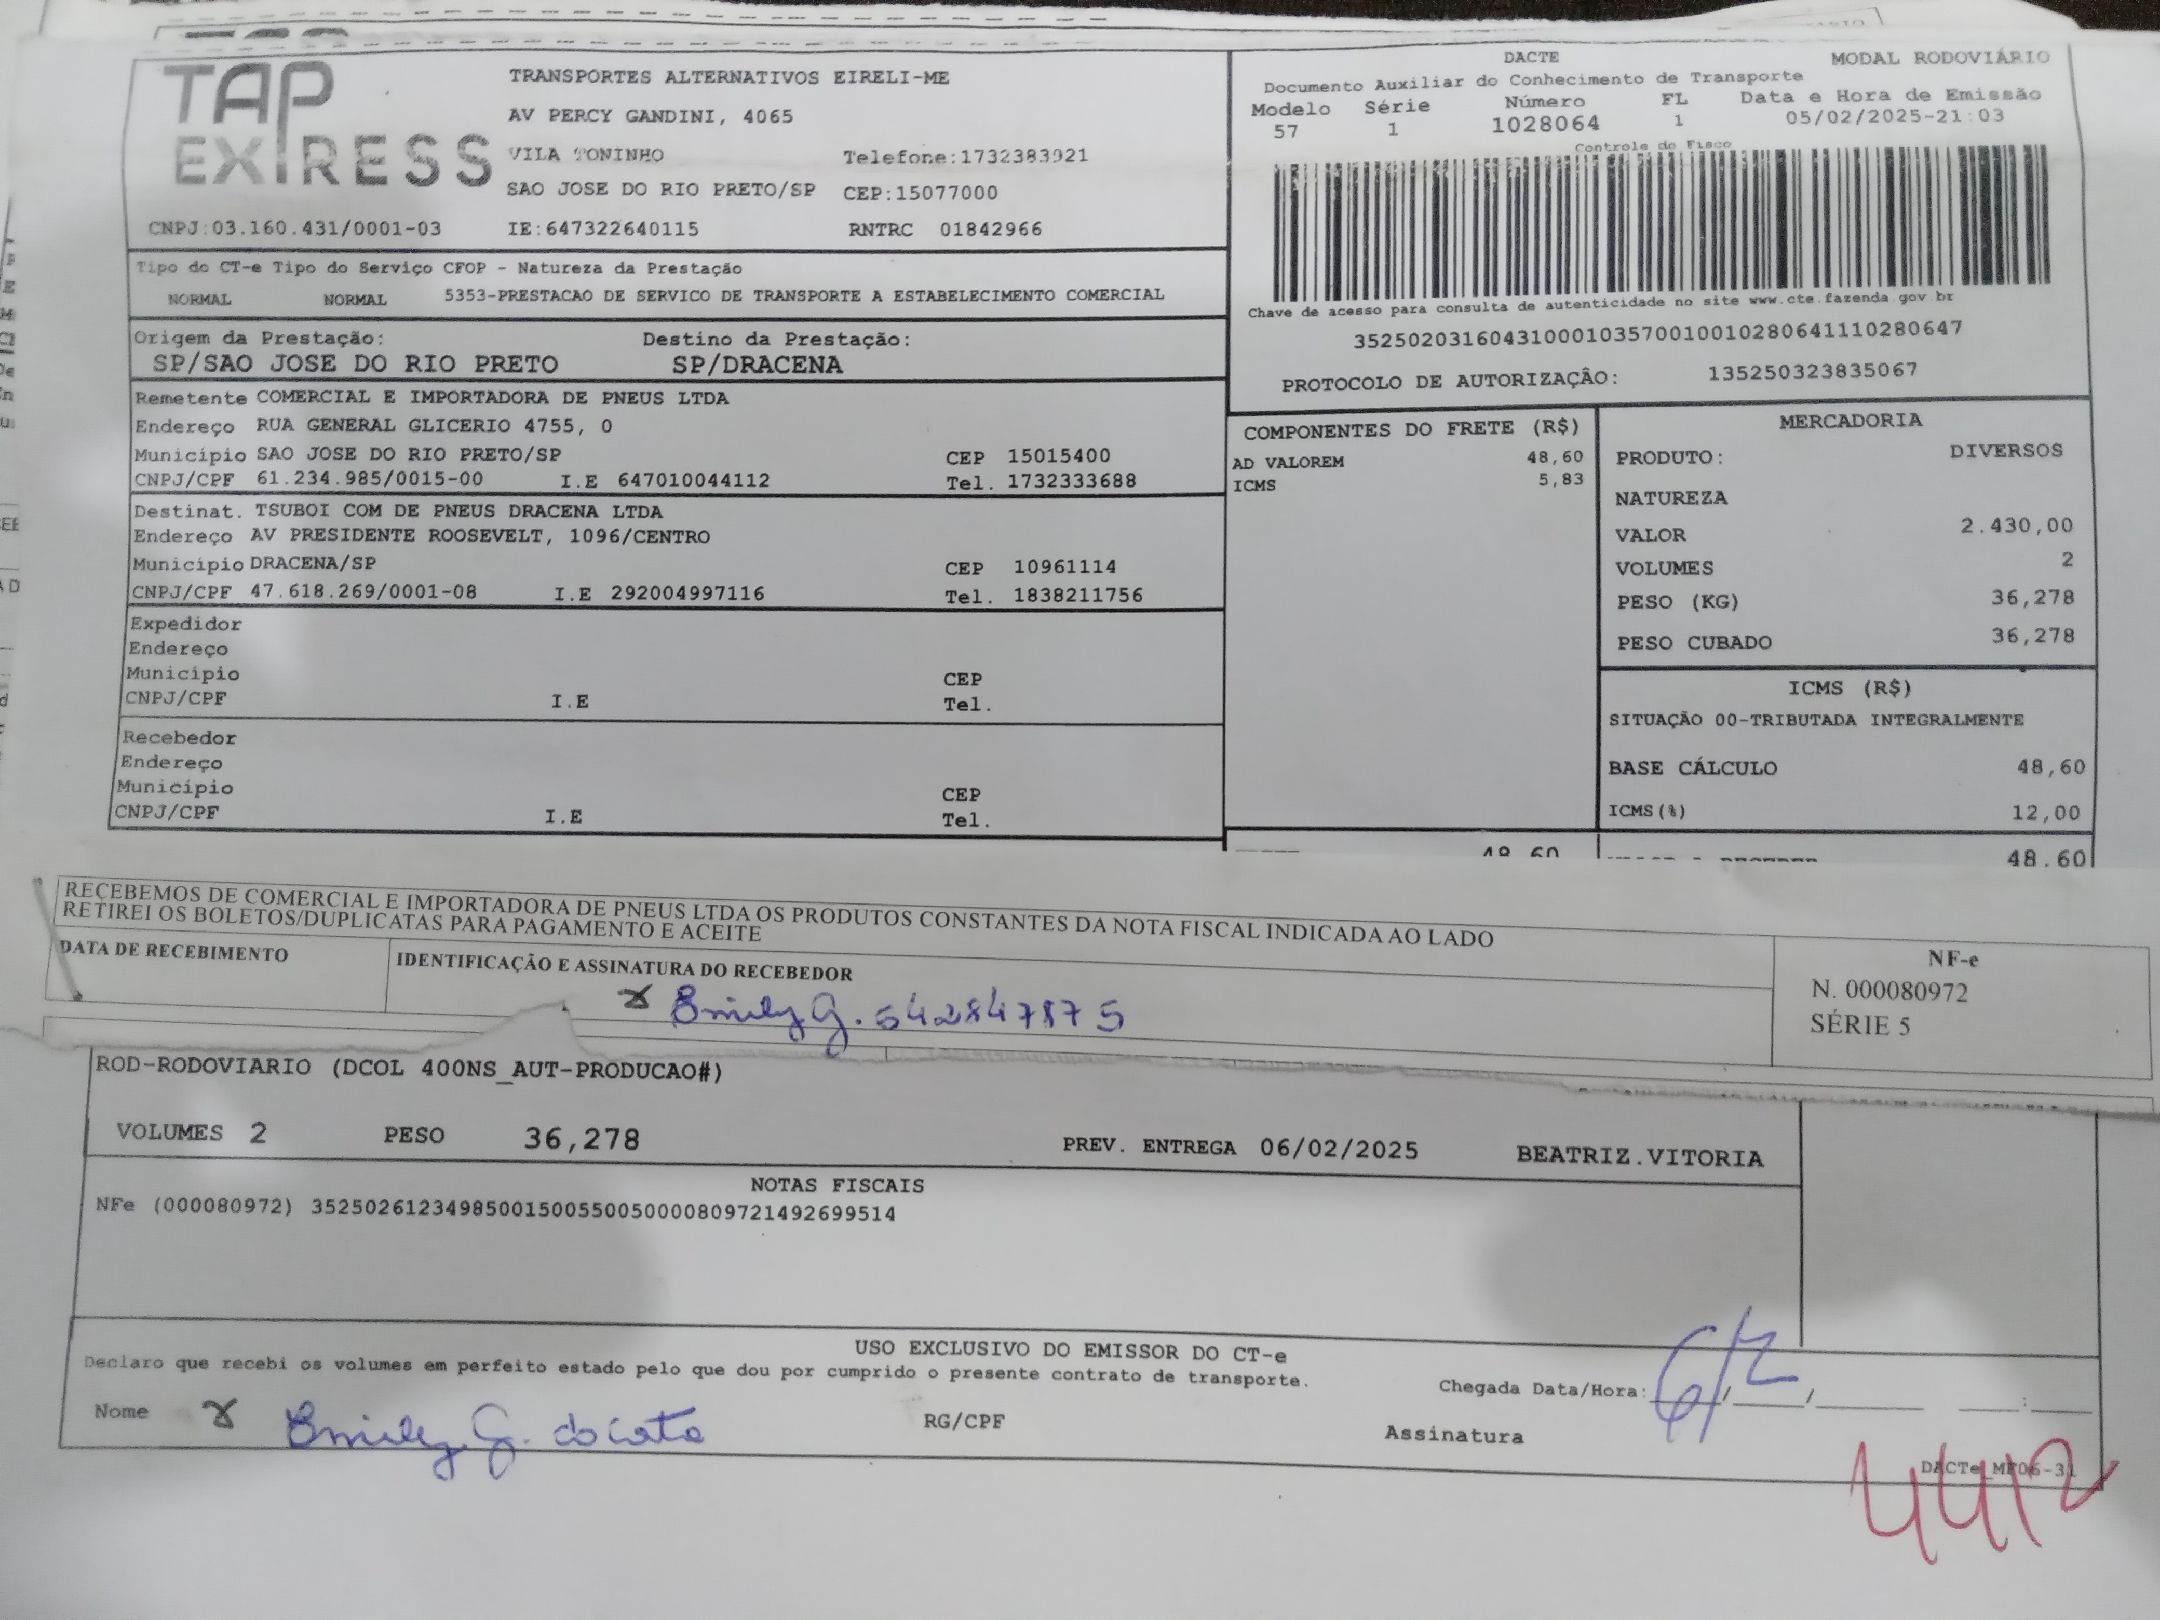 TAP EXPRESS
TRANSPORTES ALTERNATIVOS EIRELI-ME
AV PERCY GANDINI, 4065
VILA TONINHO Telefone:1732383921
SAO JOSE DO RIO PRETO/SP CEP:15077000
CNPJ:03.160.431/0001-03 IE:647322640115 RNTRC 01842966
DACTE MODAL RODOVIÁRIO
Documento Auxiliar do Conhecimento de Transporte
Modelo Série Número FL Data e Hora de Emissão
57 1 1028064 1 05/02/2025-21:03
Controle do Fisco
Chave de acesso para consulta de autenticidade no site www.cte.fazenda.gov.br
35250203160431000103570010010280641110280647
PROTOCOLO DE AUTORIZAÇÃO: 135250323835067
Tipo do CT-e Tipo do Serviço CFOP - Natureza da Prestação
NORMAL NORMAL 5353-PRESTACAO DE SERVICO DE TRANSPORTE A ESTABELECIMENTO COMERCIAL
Origem da Prestação: Destino da Prestação:
SP/SAO JOSE DO RIO PRETO SP/DRACENA
Remetente COMERCIAL E IMPORTADORA DE PNEUS LTDA
Endereço RUA GENERAL GLICERIO 4755, 0
Município SAO JOSE DO RIO PRETO/SP CEP 15015400
CNPJ/CPF 61.234.985/0015-00 I.E 647010044112 Tel. 1732333688
Destinat. TSUBOI COM DE PNEUS DRACENA LTDA
Endereço AV PRESIDENTE ROOSEVELT, 1096/CENTRO
Município DRACENA/SP CEP 10961114
CNPJ/CPF 47.618.269/0001-08 I.E 292004997116 Tel. 1838211756
Expedidor
Endereço
Município CEP
CNPJ/CPF I.E Tel.
Recebedor
Endereço
Município CEP
CNPJ/CPF I.E Tel.
COMPONENTES DO FRETE (R$)
AD VALOREM 48,60
ICMS 5,83
MERCADORIA
PRODUTO: DIVERSOS
NATUREZA
VALOR 2.430,00
VOLUMES 2
PESO (KG) 36,278
PESO CUBADO 36,278
ICMS (R$)
SITUAÇÃO 00-TRIBUTADA INTEGRALMENTE
BASE CÁLCULO 48,60
ICMS(%) 12,00
48,60 48.60
RECEBEMOS DE COMERCIAL E IMPORTADORA DE PNEUS LTDA OS PRODUTOS CONSTANTES DA NOTA FISCAL INDICADA AO LADO
RETIREI OS BOLETOS/DUPLICATAS PARA PAGAMENTO E ACEITE
DATA DE RECEBIMENTO IDENTIFICAÇÃO E ASSINATURA DO RECEBEDOR
x Emily G.
NF-e
N. 000080972
SÉRIE 5
ROD-RODOVIARIO (DCOL 400NS_AUT-PRODUCAO#)
VOLUMES 2 PESO 36,278 PREV. ENTREGA 06/02/2025 BEATRIZ.VITORIA
NOTAS FISCAIS
NFe (000080972) 35250261234985001500550050000809721492699514
USO EXCLUSIVO DO EMISSOR DO CT-e
Declaro que recebi os volumes em perfeito estado pelo que dou por cumprido o presente contrato de transporte.
Chegada Data/Hora: 6/2
Nome x Emily G. RG/CPF Assinatura
DACTe_MF06-31